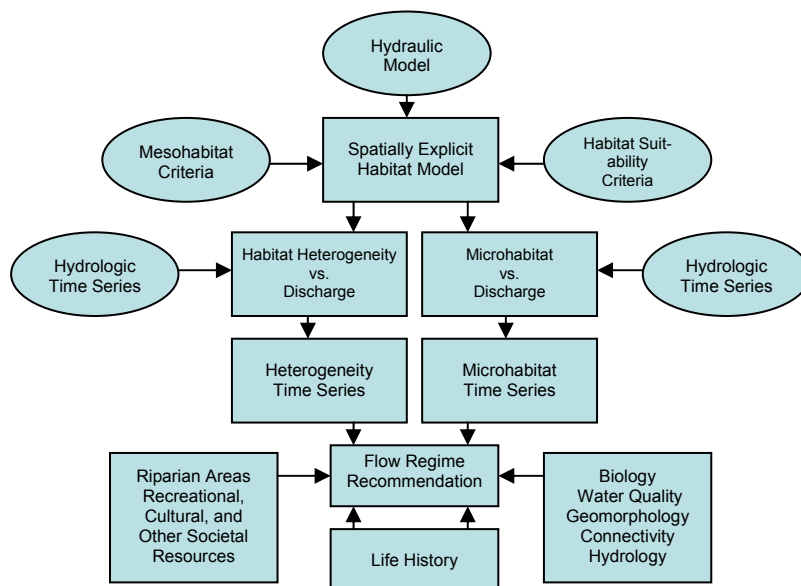 Hydraulic
Model
Mesohabitat
Criteria
Spatially Explicit
Habitat Model
Habitat Suit-
ability
Criteria
Hydrologic
Time Series
Habitat Heterogeneity
vs.
Discharge
Microhabitat
vs.
Discharge
Hydrologic
Time Series
Heterogeneity
Time Series
Microhabitat
Time Series
Riparian Areas
Recreational,
Cultural, and
Other Societal
Resources
Flow Regime
Recommendation
Biology
Water Quality
Geomorphology
Connectivity
Hydrology
Life History